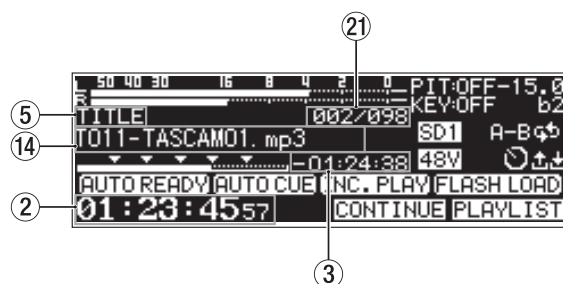 21
L 50 40 30 16 8 4 2 0 PIT:OFF-15.0
R KEY:OFF b2
5 TITLE 002/098
14 T011-TASCAM01.mp3 SD1 A-B
-01:24:38 48V
AUTO READY AUTO CUE INC. PLAY FLASH LOAD
2 01:23:4557 CONTINUE PLAYLIST
3